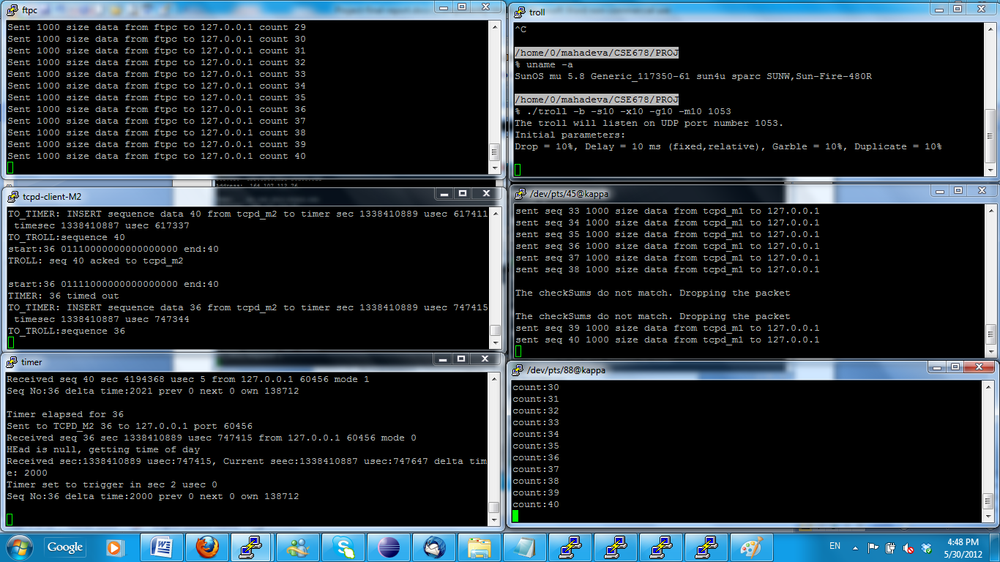 ftpc
Sent 1000 size data from ftpc to 127.0.0.1 count 29
Sent 1000 size data from ftpc to 127.0.0.1 count 30
Sent 1000 size data from ftpc to 127.0.0.1 count 31
Sent 1000 size data from ftpc to 127.0.0.1 count 32
Sent 1000 size data from ftpc to 127.0.0.1 count 33
Sent 1000 size data from ftpc to 127.0.0.1 count 34
Sent 1000 size data from ftpc to 127.0.0.1 count 35
Sent 1000 size data from ftpc to 127.0.0.1 count 36
Sent 1000 size data from ftpc to 127.0.0.1 count 37
Sent 1000 size data from ftpc to 127.0.0.1 count 38
Sent 1000 size data from ftpc to 127.0.0.1 count 39
Sent 1000 size data from ftpc to 127.0.0.1 count 40
troll
^C
/home/0/mahadeva/CSE678/PROJ
% uname -a
SunOS mu 5.8 Generic_117350-61 sun4u sparc SUNW,Sun-Fire-480R
/home/0/mahadeva/CSE678/PROJ
% ./troll -b -s10 -x10 -g10 -m10 1053
The troll will listen on UDP port number 1053.
Initial parameters:
Drop = 10%, Delay = 10 ms (fixed,relative), Garble = 10%, Duplicate = 10%
tcpd-client-M2
TO_TIMER: INSERT sequence data 40 from tcpd_m2 to timer sec 1338410889 usec 617411
timesec 1338410887 usec 617337
TO_TROLL:sequence 40
start:36 01110000000000000000 end:40
TROLL: seq 40 acked to tcpd_m2
start:36 01111000000000000000 end:40
TIMER: 36 timed out
TO_TIMER: INSERT sequence data 36 from tcpd_m2 to timer sec 1338410889 usec 747415
timesec 1338410887 usec 747344
TO_TROLL:sequence 36
/dev/pts/45@kappa
sent seq 33 1000 size data from tcpd_m1 to 127.0.0.1
sent seq 34 1000 size data from tcpd_m1 to 127.0.0.1
sent seq 35 1000 size data from tcpd_m1 to 127.0.0.1
sent seq 36 1000 size data from tcpd_m1 to 127.0.0.1
sent seq 37 1000 size data from tcpd_m1 to 127.0.0.1
sent seq 38 1000 size data from tcpd_m1 to 127.0.0.1
The checkSums do not match. Dropping the packet
The checkSums do not match. Dropping the packet
sent seq 39 1000 size data from tcpd_m1 to 127.0.0.1
sent seq 40 1000 size data from tcpd_m1 to 127.0.0.1
timer
Received seq 40 sec 4194368 usec 5 from 127.0.0.1 60456 mode 1
Seq No:36 delta time:2021 prev 0 next 0 own 138712
Timer elapsed for 36
Sent to TCPD_M2 36 to 127.0.0.1 port 60456
Received seq 36 sec 1338410889 usec 747415 from 127.0.0.1 60456 mode 0
HEad is null, getting time of day
Received sec:1338410889 usec:747415, Current seec:1338410887 usec:747647 delta tim
e: 2000
Timer set to trigger in sec 2 usec 0
Seq No:36 delta time:2000 prev 0 next 0 own 138712
/dev/pts/88@kappa
count:30
count:31
count:32
count:33
count:34
count:35
count:36
count:37
count:38
count:39
count:40
Google
EN
4:48 PM
5/30/2012